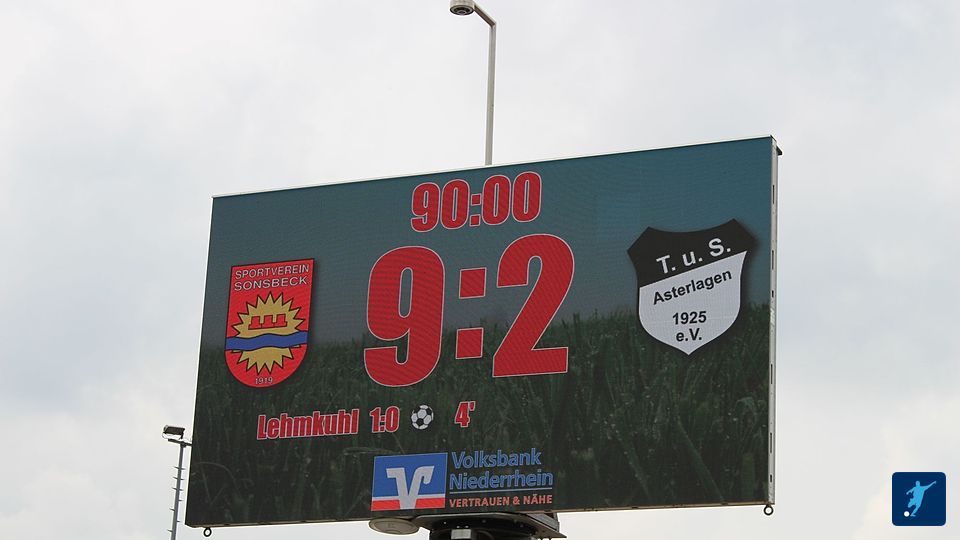 90:00
9:2
SPORTVEREIN
SONSBECK
1919
T. u. S.
Asterlagen
1925
e.V.
Lehmkuhl 1:0 4'
Volksbank
Niederrhein
VERTRAUEN & NÄHE